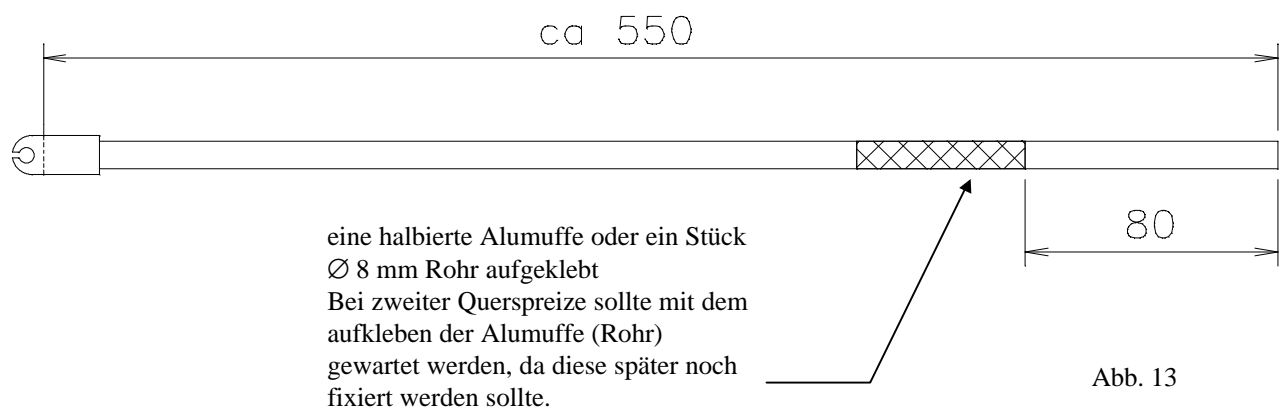 ca 550
80
eine halbierte Alumuffe oder ein Stück
∅ 8 mm Rohr aufgeklebt
Bei zweiter Querspreize sollte mit dem
aufkleben der Alumuffe (Rohr)
gewartet werden, da diese später noch
fixiert werden sollte.
Abb. 13